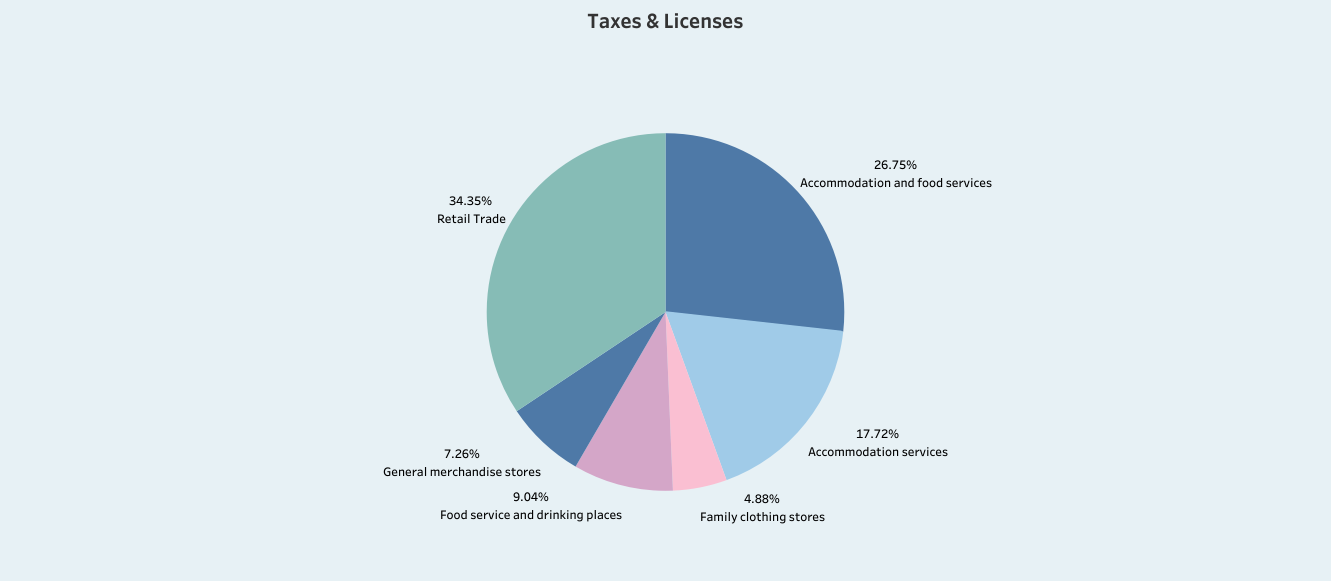 Taxes & Licenses
26.75%
Accommodation and food services
34.35%
Retail Trade
17.72%
Accommodation services
7.26%
General merchandise stores
9.04%
Food service and drinking places
4.88%
Family clothing stores